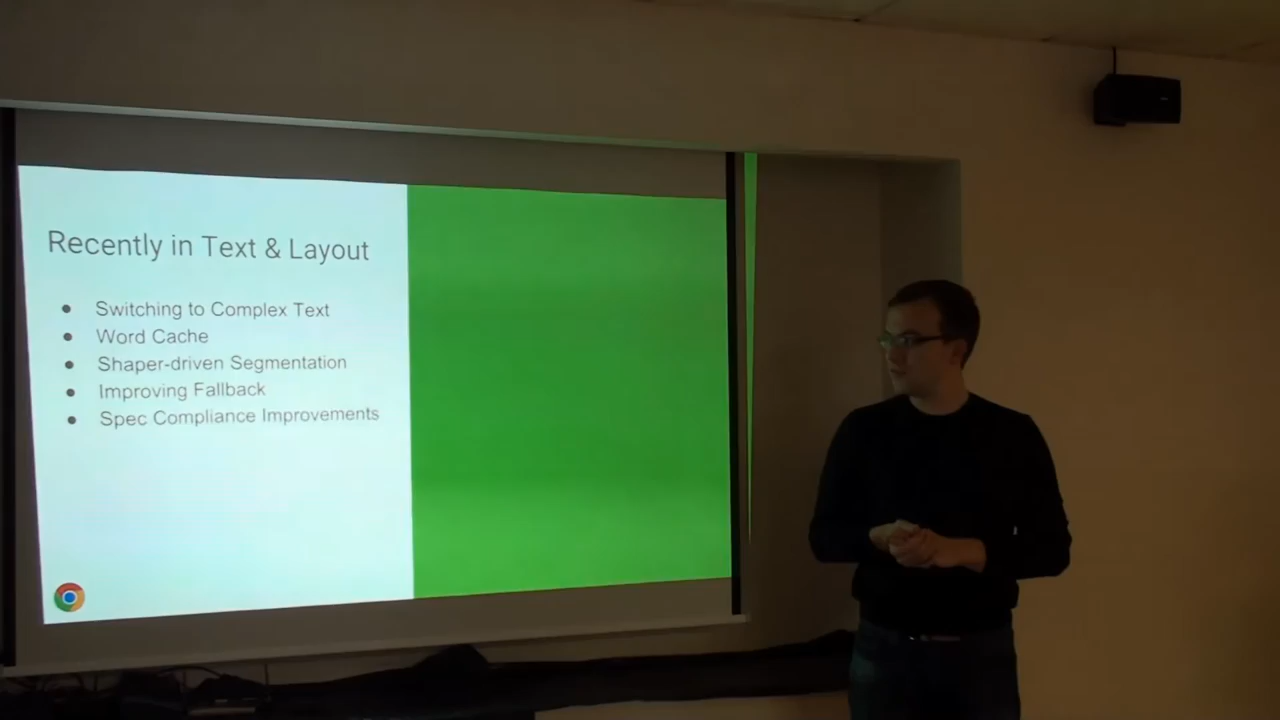 Recently in Text & Layout
Switching to Complex Text
Word Cache
Shaper-driven Segmentation
Improving Fallback
Spec Compliance Improvements